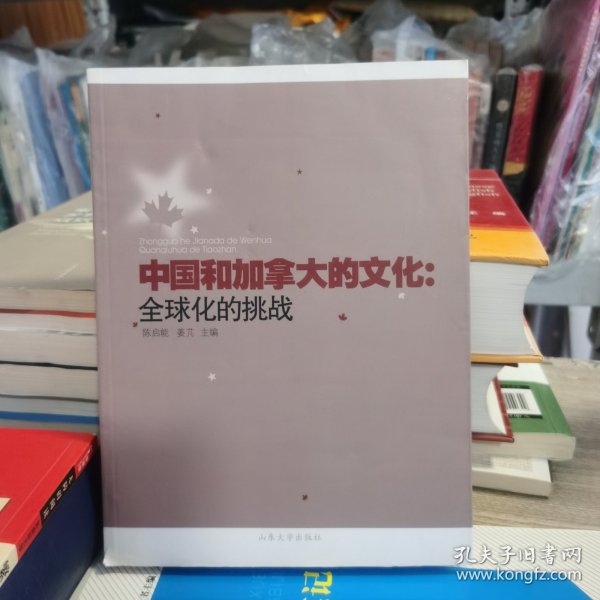 Zhongguo he Jianada de Wenhua
Quanqiuhua de Tiaozhan
中国和加拿大的文化:
全球化的挑战
陈启能 姜芃 主编
山东大学出版社
记
孔夫子旧书网
www.kongfz.com